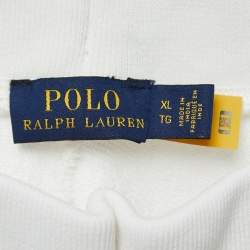 POLO
RALPH LAUREN
XL
TG
MADE IN
INDIA
FABRIQUÉ EN
INDE